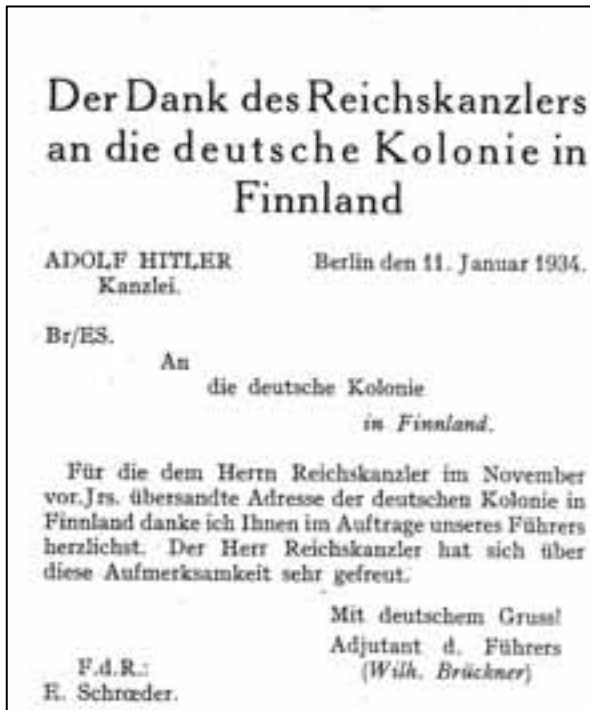 Der Dank des Reichskanzlers
an die deutsche Kolonie in
Finnland
ADOLF HITLER Berlin den 11. Januar 1934.
Kanzlei.
Br/ES.
An
die deutsche Kolonie
in Finnland.
Für die dem Herrn Reichskanzler im November
vor.Jrs. übersandte Adresse der deutschen Kolonie in
Finnland danke ich Ihnen im Auftrage unseres Führers
herzlichst. Der Herr Reichskanzler hat sich über
diese Aufmerksamkeit sehr gefreut.
Mit deutschem Gruss!
Adjutant d. Führers
F.d.R.: (Wilh. Brückner)
E. Schrœder.